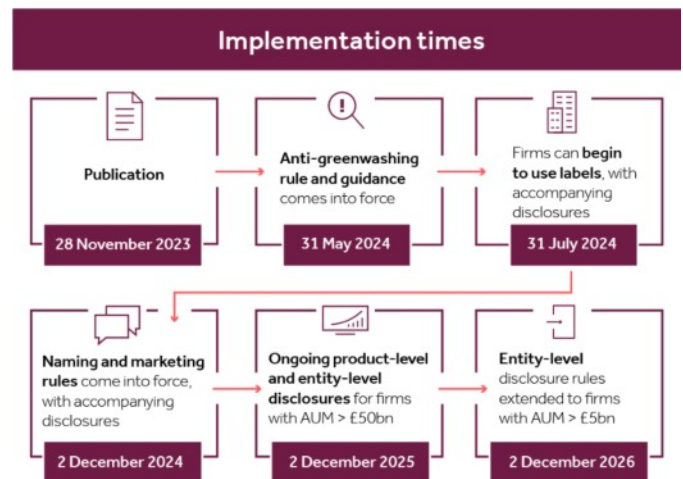 Implementation times
Publication
28 November 2023
Anti-greenwashing
rule and guidance
comes into force
31 May 2024
Firms can begin
to use labels, with
accompanying
disclosures
31 July 2024
Naming and marketing
rules come into force,
with accompanying
disclosures
2 December 2024
Ongoing product-level
and entity-level
disclosures for firms
with AUM > £50bn
2 December 2025
Entity-level
disclosure rules
extended to firms
with AUM > £5bn
2 December 2026